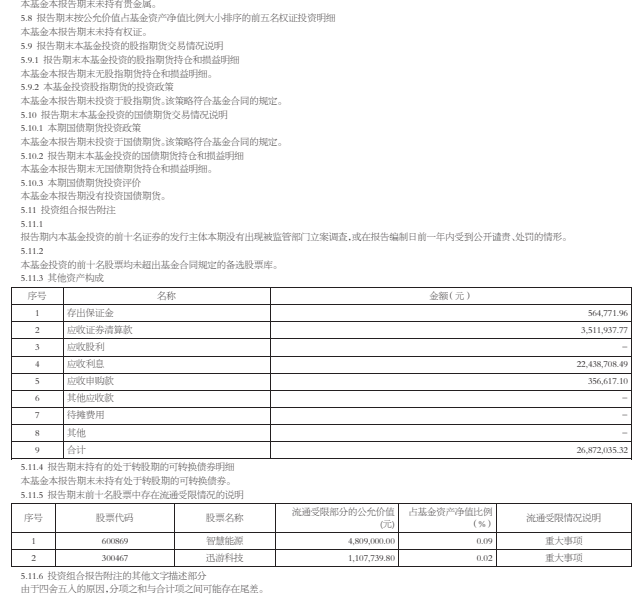 本基金本报告期末未持有贵金属。
5.8 报告期末按公允价值占基金资产净值比例大小排序的前五名权证投资明细
本基金本报告期末未持有权证。
5.9 报告期末本基金投资的股指期货交易情况说明
5.9.1 报告期末本基金投资的股指期货持仓和损益明细
本基金本报告期末无股指期货持仓和损益明细。
5.9.2 本基金投资股指期货的投资政策
本基金本报告期未投资于股指期货。该策略符合基金合同的规定。
5.10 报告期末本基金投资的国债期货交易情况说明
5.10.1 本期国债期货投资政策
本基金本报告期未投资于国债期货。该策略符合基金合同的规定。
5.10.2 报告期末本基金投资的国债期货持仓和损益明细
本基金本报告期末无国债期货持仓和损益明细。
5.10.3 本期国债期货投资评价
本基金本报告期没有投资国债期货。
5.11 投资组合报告附注
5.11.1
报告期内本基金投资的前十名证券的发行主体本期没有出现被监管部门立案调查,或在报告编制日前一年内受到公开谴责、处罚的情形。
5.11.2
本基金投资的前十名股票均未超出基金合同规定的备选股票库。
5.11.3 其他资产构成
序号 名称 金额(元)
1 存出保证金 564,771.96
2 应收证券清算款 3,511,937.77
3 应收股利 -
4 应收利息 22,438,708.49
5 应收申购款 356,617.10
6 其他应收款 -
7 待摊费用 -
8 其他 -
9 合计 26,872,035.32
5.11.4 报告期末持有的处于转股期的可转换债券明细
本基金本报告期末未持有处于转股期的可转换债券。
5.11.5 报告期末前十名股票中存在流通受限情况的说明
序号 股票代码 股票名称 流通受限部分的公允价值(元) 占基金资产净值比例(%) 流通受限情况说明
1 600869 智慧能源 4,809,000.00 0.09 重大事项
2 300467 迅游科技 1,107,739.80 0.02 重大事项
5.11.6 投资组合报告附注的其他文字描述部分
由于四舍五入的原因,分项之和与合计项之间可能存在尾差。